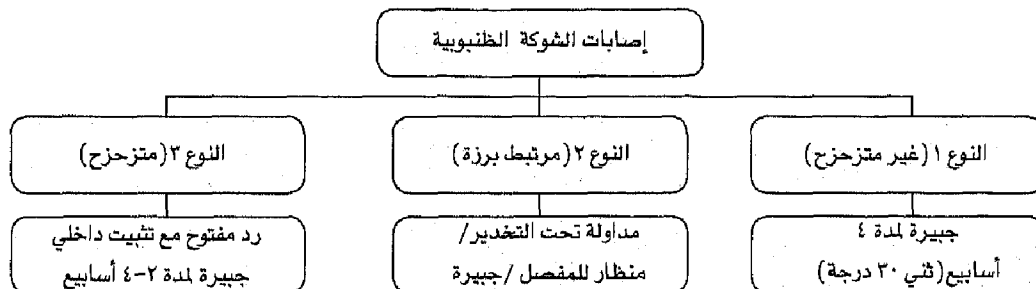 إصابات الشوكة الظنبوبية
النوع ١ (غير متزحزح)
النوع ٢ (مرتبط برزة)
النوع ٣ (متزحزح)
جبيرة لمدة ٤
أسابيع (ثني ٣٠ درجة)
مداولة تحت التخدير/
منظار للمفصل / جبيرة
رد مفتوح مع تثبيت داخلي
جبيرة لمدة ٢-٤ أسابيع